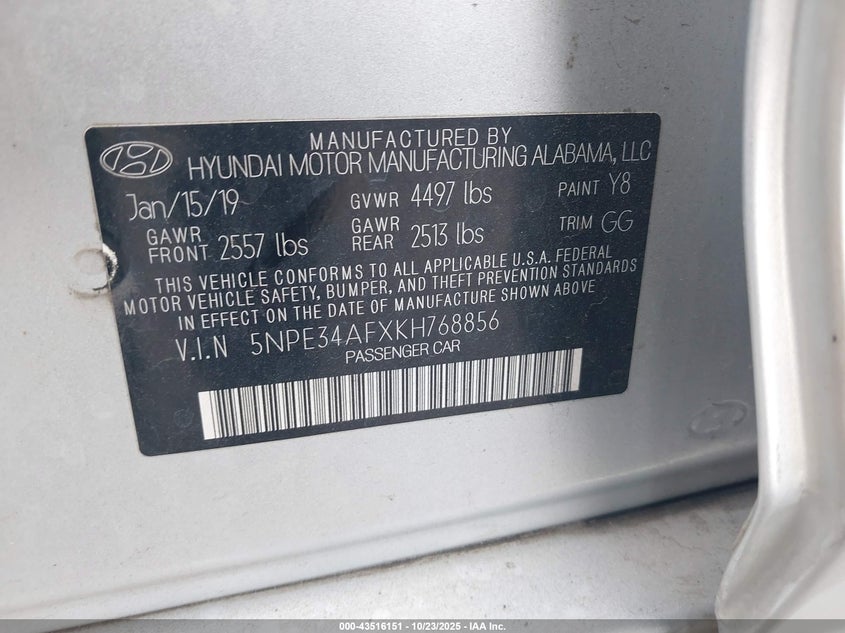 MANUFACTURED BY
HYUNDAI MOTOR MANUFACTURING ALABAMA, LLC
Jan/15/19 GVWR 4497 lbs PAINT Y8
GAWR FRONT 2557 lbs GAWR REAR 2513 lbs TRIM GG
THIS VEHICLE CONFORMS TO ALL APPLICABLE U.S.A. FEDERAL
MOTOR VEHICLE SAFETY, BUMPER, AND THEFT PREVENTION STANDARDS
IN EFFECT ON THE DATE OF MANUFACTURE SHOWN ABOVE
V.I.N 5NPE34AFXKH768856
PASSENGER CAR
000-43516151 - 10/23/2025 - IAA Inc.